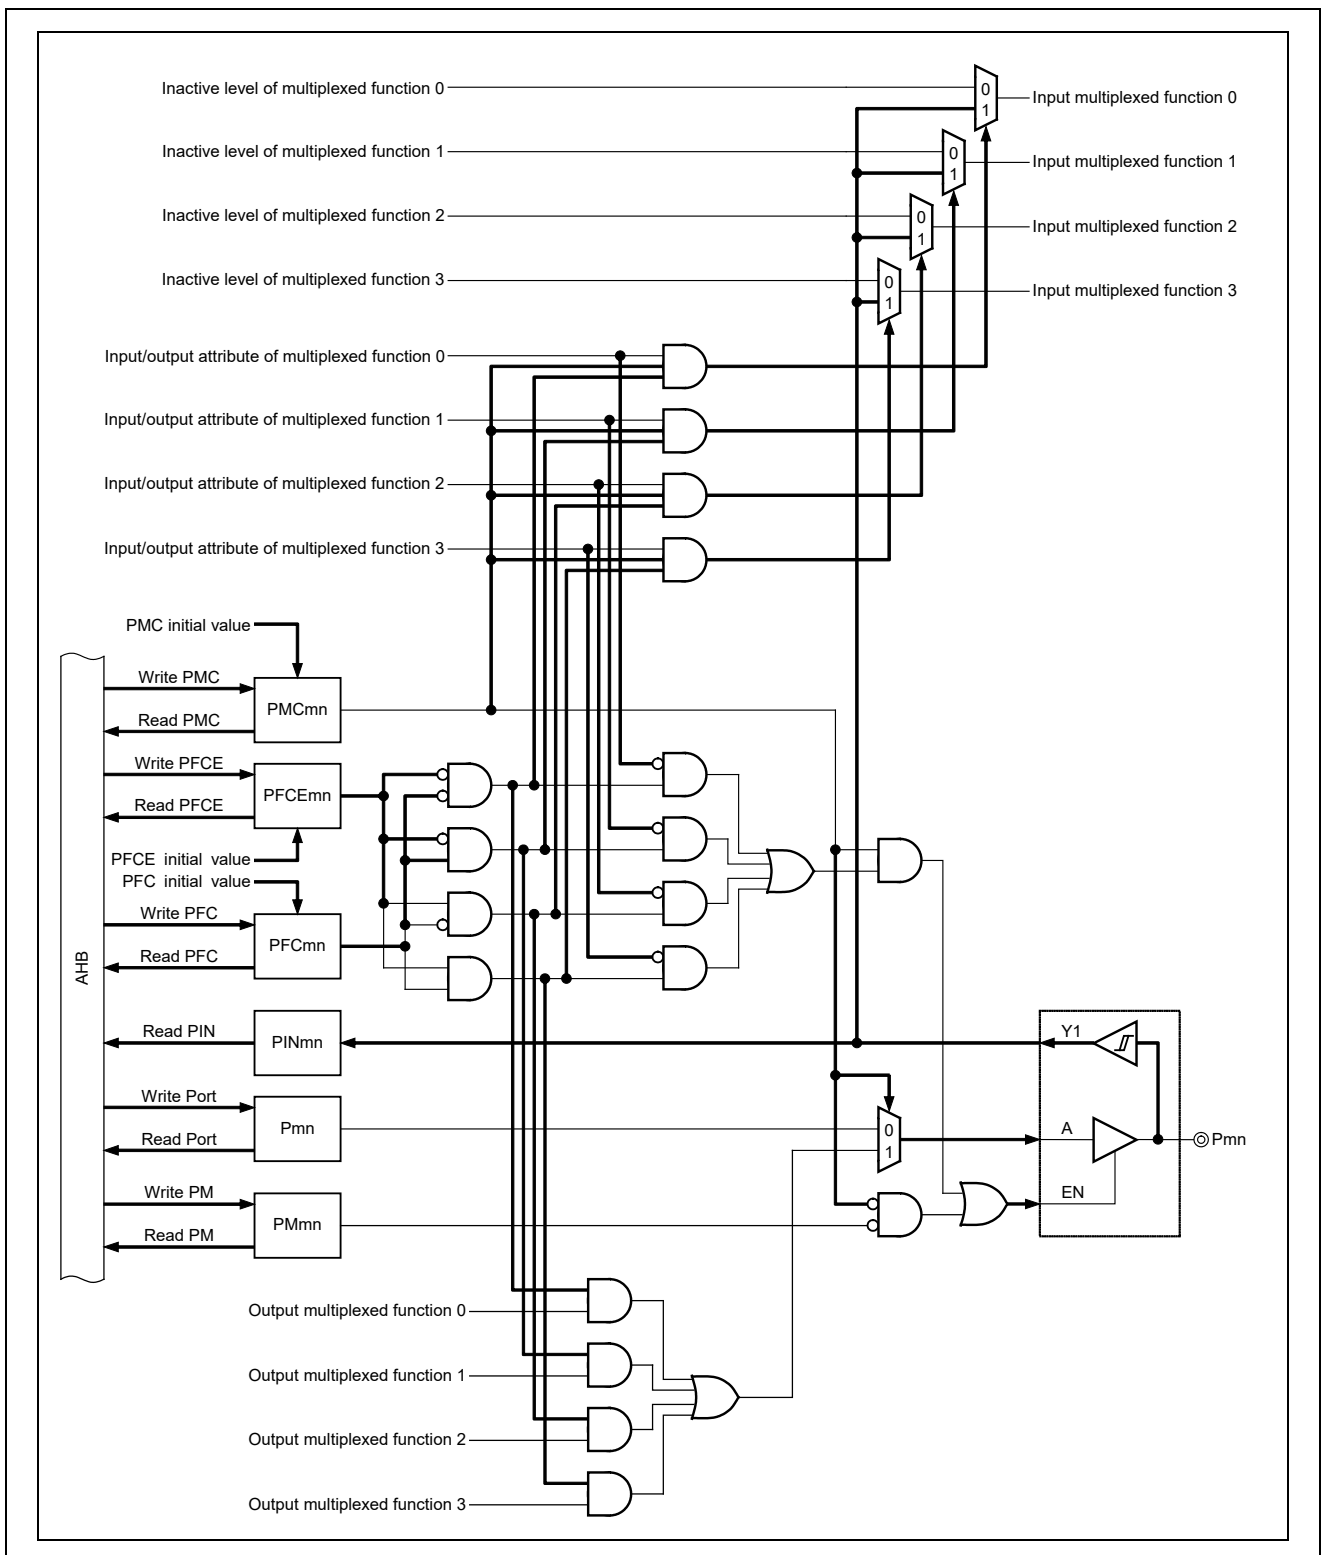 Inactive level of multiplexed function 0
0
1
Input multiplexed function 0
Inactive level of multiplexed function 1
0
1
Input multiplexed function 1
Inactive level of multiplexed function 2
0
1
Input multiplexed function 2
Inactive level of multiplexed function 3
0
1
Input multiplexed function 3
Input/output attribute of multiplexed function 0
Input/output attribute of multiplexed function 1
Input/output attribute of multiplexed function 2
Input/output attribute of multiplexed function 3
PMC initial value
Write PMC
PMCmn
Read PMC
Write PFCE
PFCEmn
Read PFCE
PFCE initial value
PFC initial value
Write PFC
PFCmn
Read PFC
AHB
Read PIN
PINmn
Y1
Write Port
Pmn
Read Port
0
1
A
Pmn
Write PM
PMmn
Read PM
EN
Output multiplexed function 0
Output multiplexed function 1
Output multiplexed function 2
Output multiplexed function 3